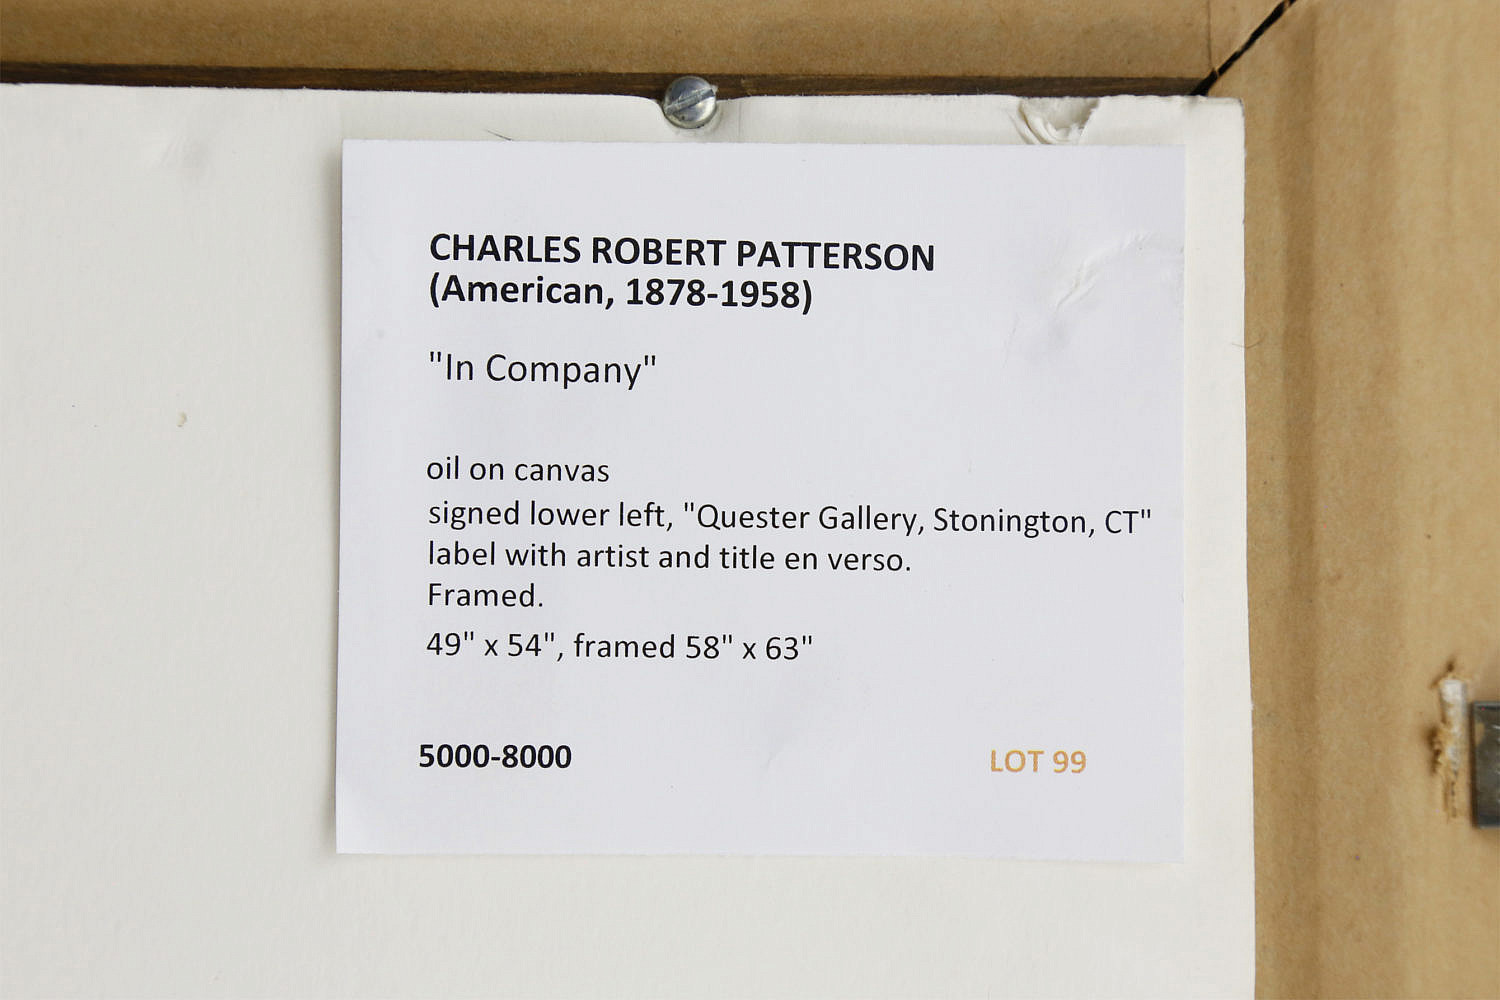 CHARLES ROBERT PATTERSON
(American, 1878-1958)
"In Company"
oil on canvas
signed lower left, "Quester Gallery, Stonington, CT"
label with artist and title en verso.
Framed.
49" x 54", framed 58" x 63"
5000-8000 LOT 99